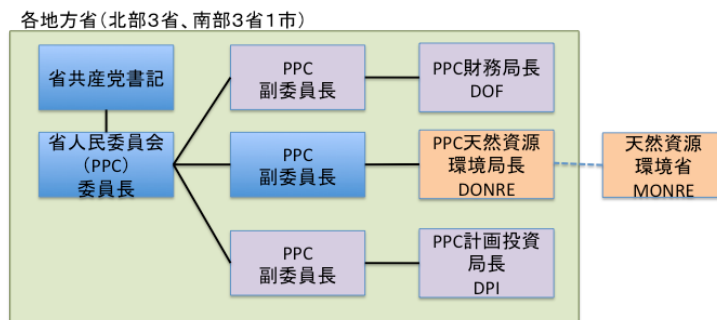 各地方省（北部3省、南部3省1市）
省共産党書記
省人民委員会
（PPC）
委員長
PPC
副委員長
PPC財務局長
DOF
PPC
副委員長
PPC天然資源
環境局長
DONRE
天然資源
環境省
MONRE
PPC
副委員長
PPC計画投資
局長
DPI